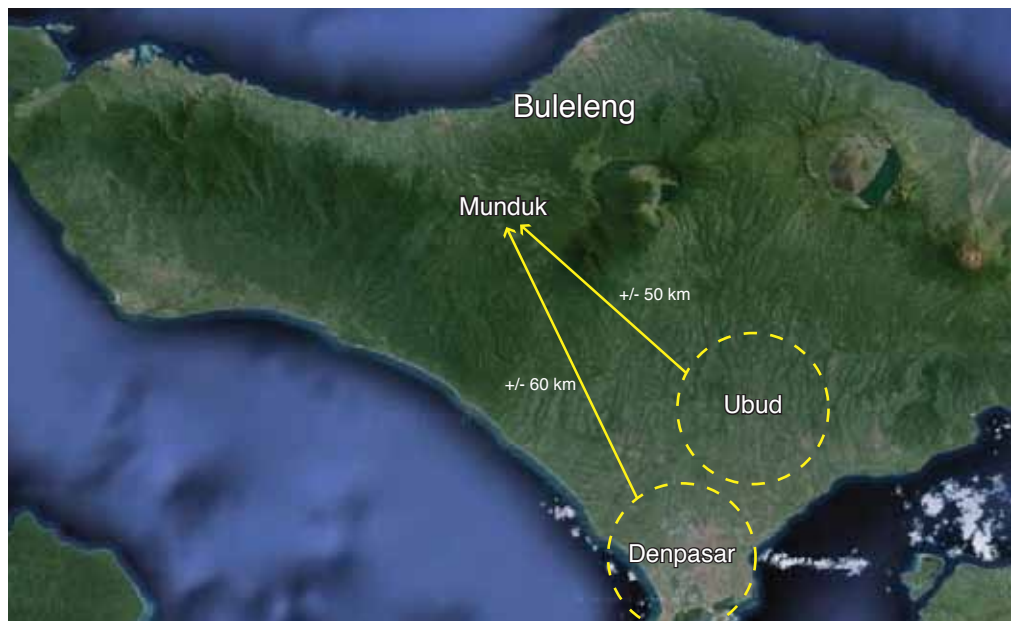 Buleleng
Munduk
+/- 50 km
+/- 60 km
Ubud
Denpasar